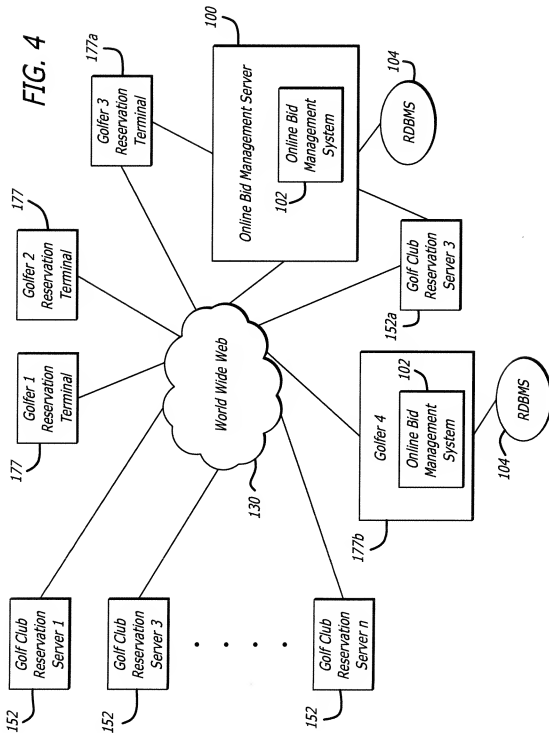 FIG. 4
Golfer 1
Reservation
Terminal
177
Golfer 2
Reservation
Terminal
177
Golfer 3
Reservation
Terminal
177a
Golf Club
Reservation
Server 1
152
Golf Club
Reservation
Server 3
152
Golf Club
Reservation
Server n
152
World Wide Web
130
Online Bid Management Server
100
Online Bid
Management
System
102
RDBMS
104
Golf Club
Reservation
Server 3
152a
Golfer 4
177b
102
Online Bid
Management
System
RDBMS
104